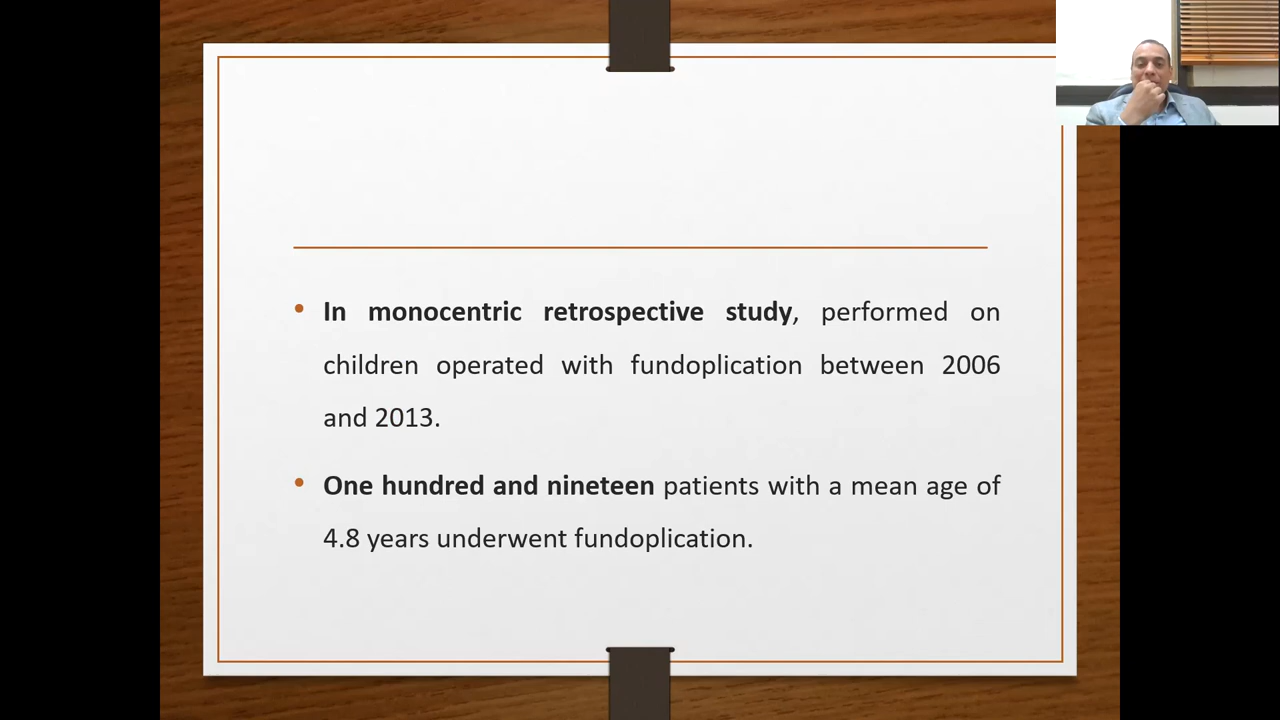 • In monocentric retrospective study, performed on
children operated with fundoplication between 2006
and 2013.
• One hundred and nineteen patients with a mean age of
4.8 years underwent fundoplication.